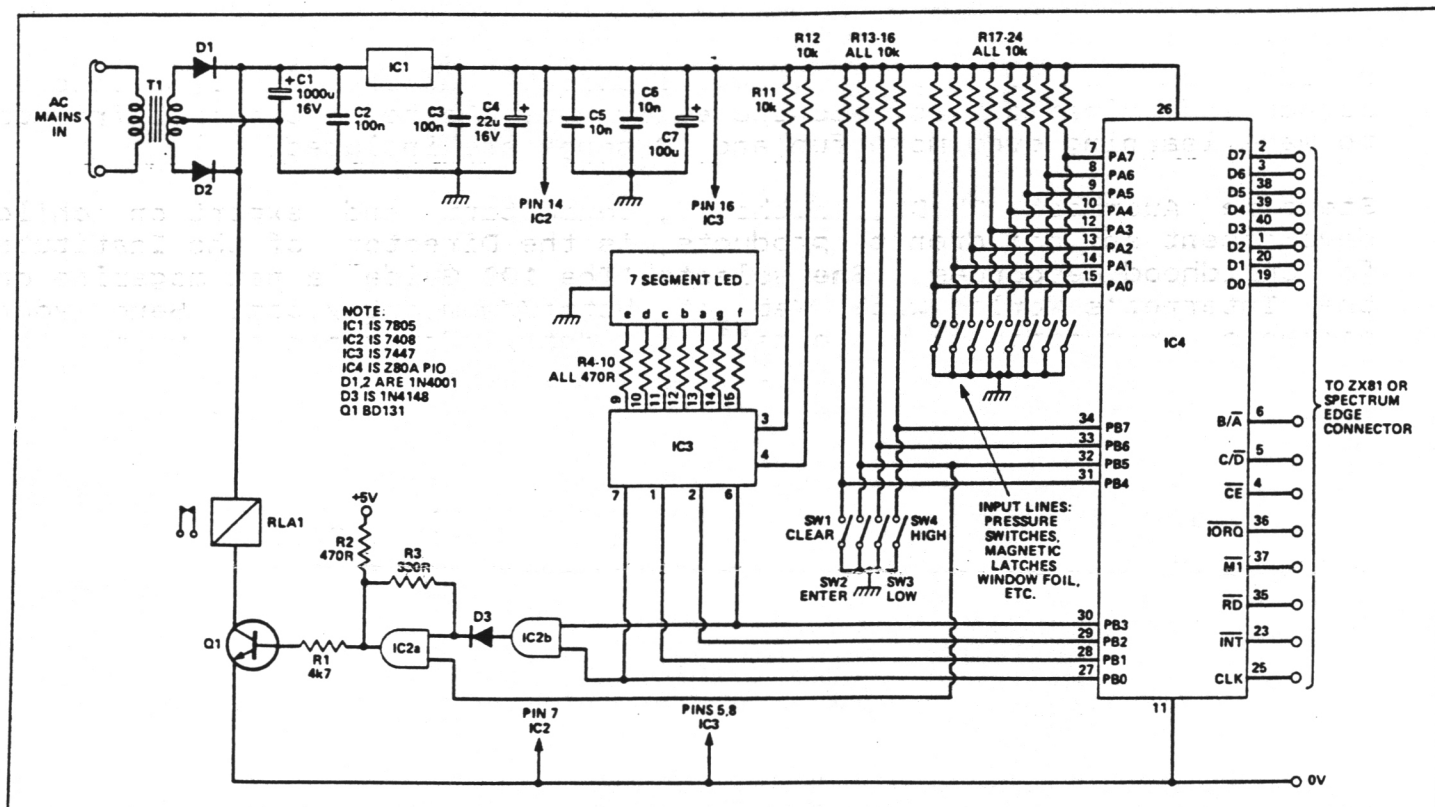 D1
IC1
T1
AC
MAINS
IN
D2
C1
1000u
16V
C2
100n
C3
100n
C4
22u
16V
C5
10n
C6
10n
C7
100u
R12
10k
R11
10k
R13-16
ALL 10k
R17-24
ALL 10k
PIN 14
IC2
PIN 16
IC3
NOTE:
IC1 IS 7805
IC2 IS 7408
IC3 IS 7447
IC4 IS Z80A PIO
D1,2 ARE 1N4001
D3 IS 1N4148
Q1 BD131
7 SEGMENT LED
e d c b a g f
R4-10
ALL 470R
9 10 11 12 13 14 15
IC3
3
4
7 1 2 6
26
7 PA7
8 PA6
9 PA5
10 PA4
12 PA3
13 PA2
14 PA1
15 PA0
IC4
34 PB7
33 PB6
32 PB5
31 PB4
30 PB3
29 PB2
28 PB1
27 PB0
11
D7 2
D6 3
D5 38
D4 39
D3 40
D2 1
D1 20
D0 19
B/A 6
C/D 5
CE 4
IORQ 36
M1 37
RD 35
INT 23
CLK 25
TO ZX81 OR
SPECTRUM
EDGE
CONNECTOR
SW1
CLEAR
SW4
HIGH
SW2
ENTER
SW3
LOW
INPUT LINES:
PRESSURE
SWITCHES,
MAGNETIC
LATCHES
WINDOW FOIL,
ETC.
RLA1
+5V
R2
470R
R3
D3
IC2a
IC2b
Q1
R1
4k7
PIN 7
IC2
PINS 5,8
IC3
0V